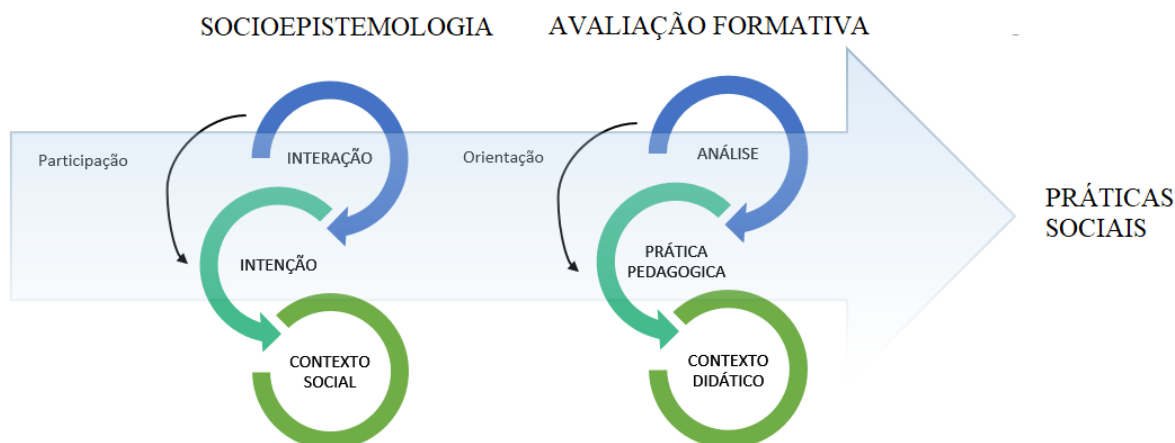 SOCIOEPISTEMOLOGIA
AVALIAÇÃO FORMATIVA
Participação
INTERAÇÃO
Orientação
ANÁLISE
INTENÇÃO
PRÁTICA
PEDAGOGICA
CONTEXTO
SOCIAL
CONTEXTO
DIDÁTICO
PRÁTICAS
SOCIAIS